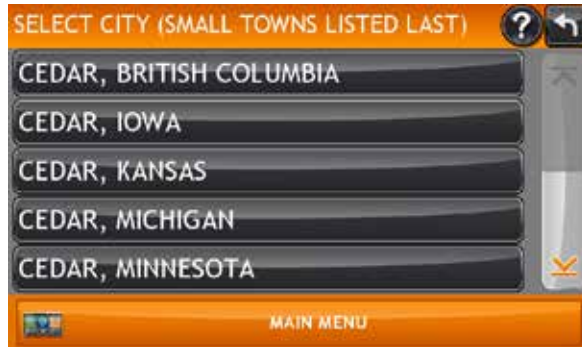 SELECT CITY (SMALL TOWNS LISTED LAST) ?
CEDAR, BRITISH COLUMBIA
CEDAR, IOWA
CEDAR, KANSAS
CEDAR, MICHIGAN
CEDAR, MINNESOTA
MAIN MENU